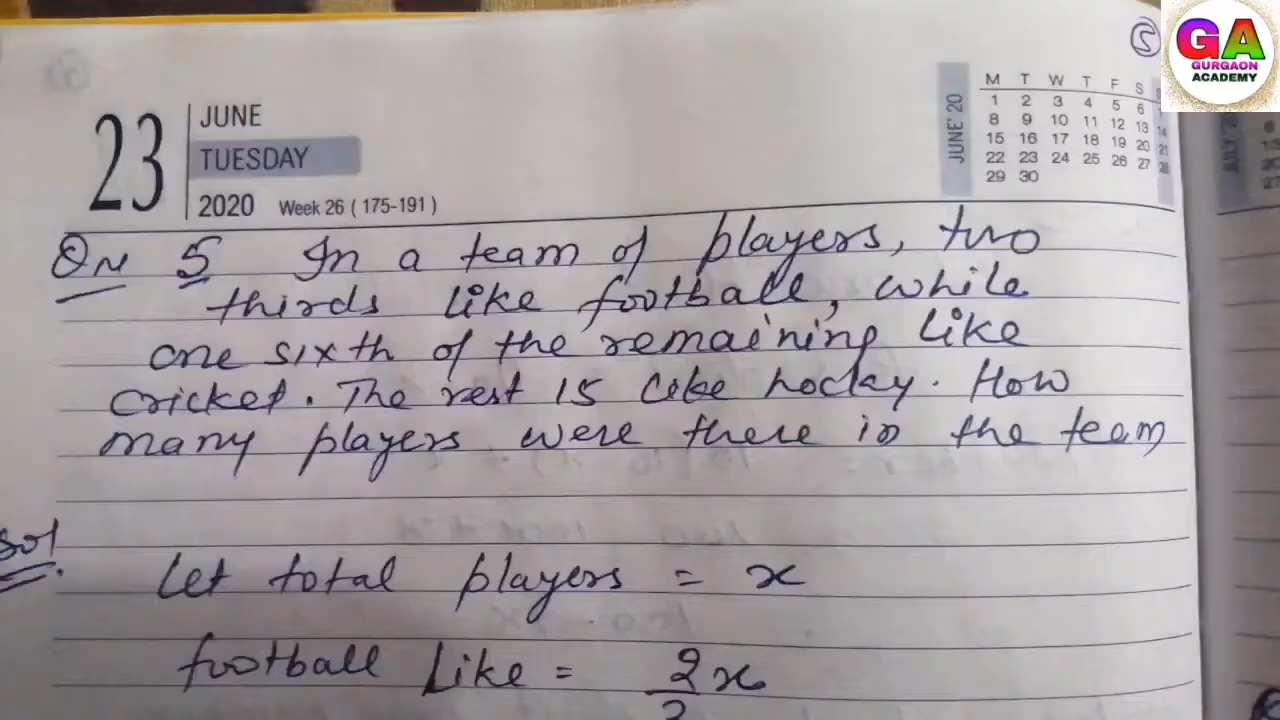 GA
GURGAON
ACADEMY
5
23
JUNE
TUESDAY
2020 Week 26 ( 175-191 )
JUNE' 20
M T W T F S S
1 2 3 4 5 6
8 9 10 11 12 13 14
15 16 17 18 19 20 21
22 23 24 25 26 27 28
29 30
QN 5 In a team of players, two
thirds like football, while
one sixth of the remaining like
cricket. The rest 15 like hockey. How
many players were there in the team
Sol.
Let total players = x
football like = 2x